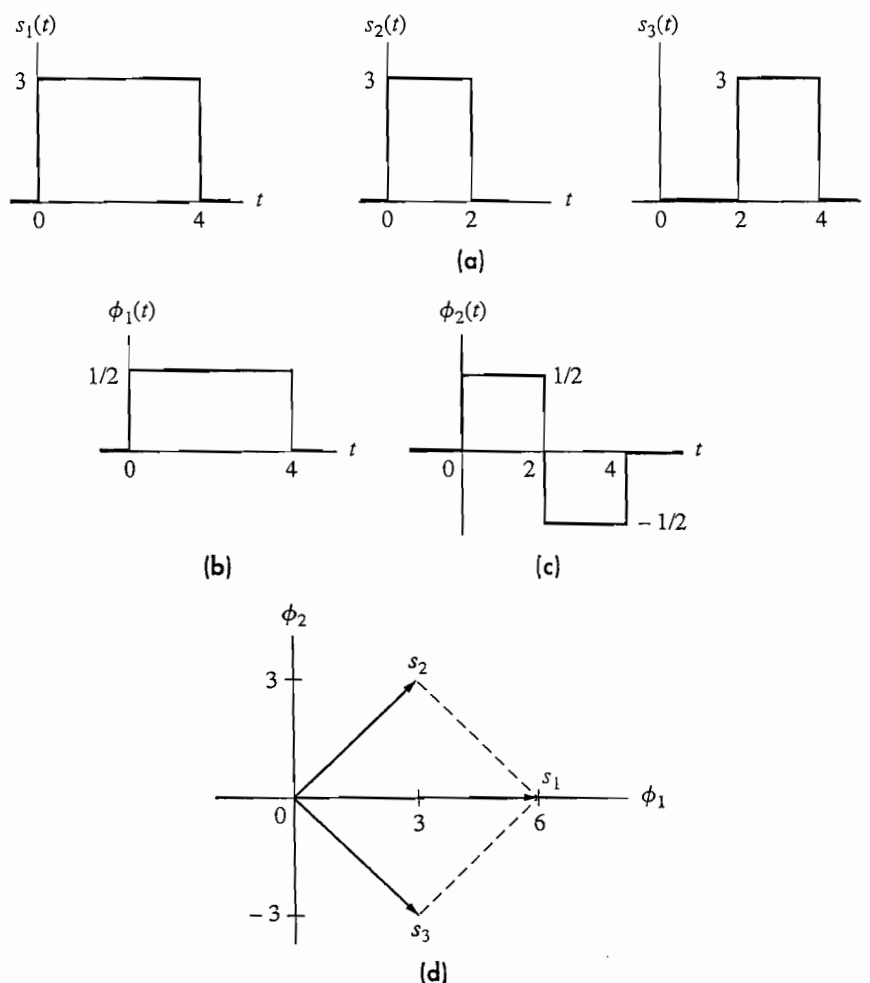 s₁(t) s₂(t) s₃(t)
3 3 3
0 4 t 0 2 t 0 2 4
(a)
φ₁(t) φ₂(t)
1/2 1/2
0 4 t 0 2 4 t
- 1/2
(b) (c)
φ₂
3 s₂
s₁
0 3 6 φ₁
- 3 s₃
(d)